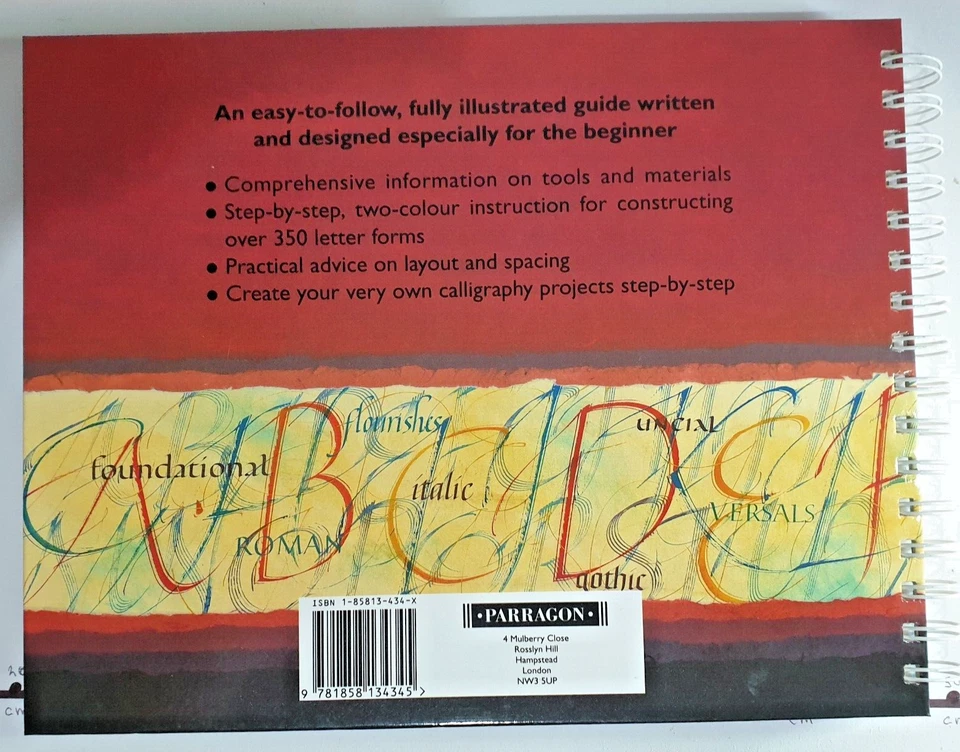 An easy-to-follow, fully illustrated guide written
and designed especially for the beginner
● Comprehensive information on tools and materials
● Step-by-step, two-colour instruction for constructing
over 350 letter forms
● Practical advice on layout and spacing
● Create your very own calligraphy projects step-by-step
flourishes
uncial
foundational
italic
VERSALS
ROMAN
gothic
A B C D E F
ISBN 1-85813-434-X
9 781858 134345 >
•PARRAGON•
4 Mulberry Close
Rosslyn Hill
Hampstead
London
NW3 5UP
cm
cm
cm